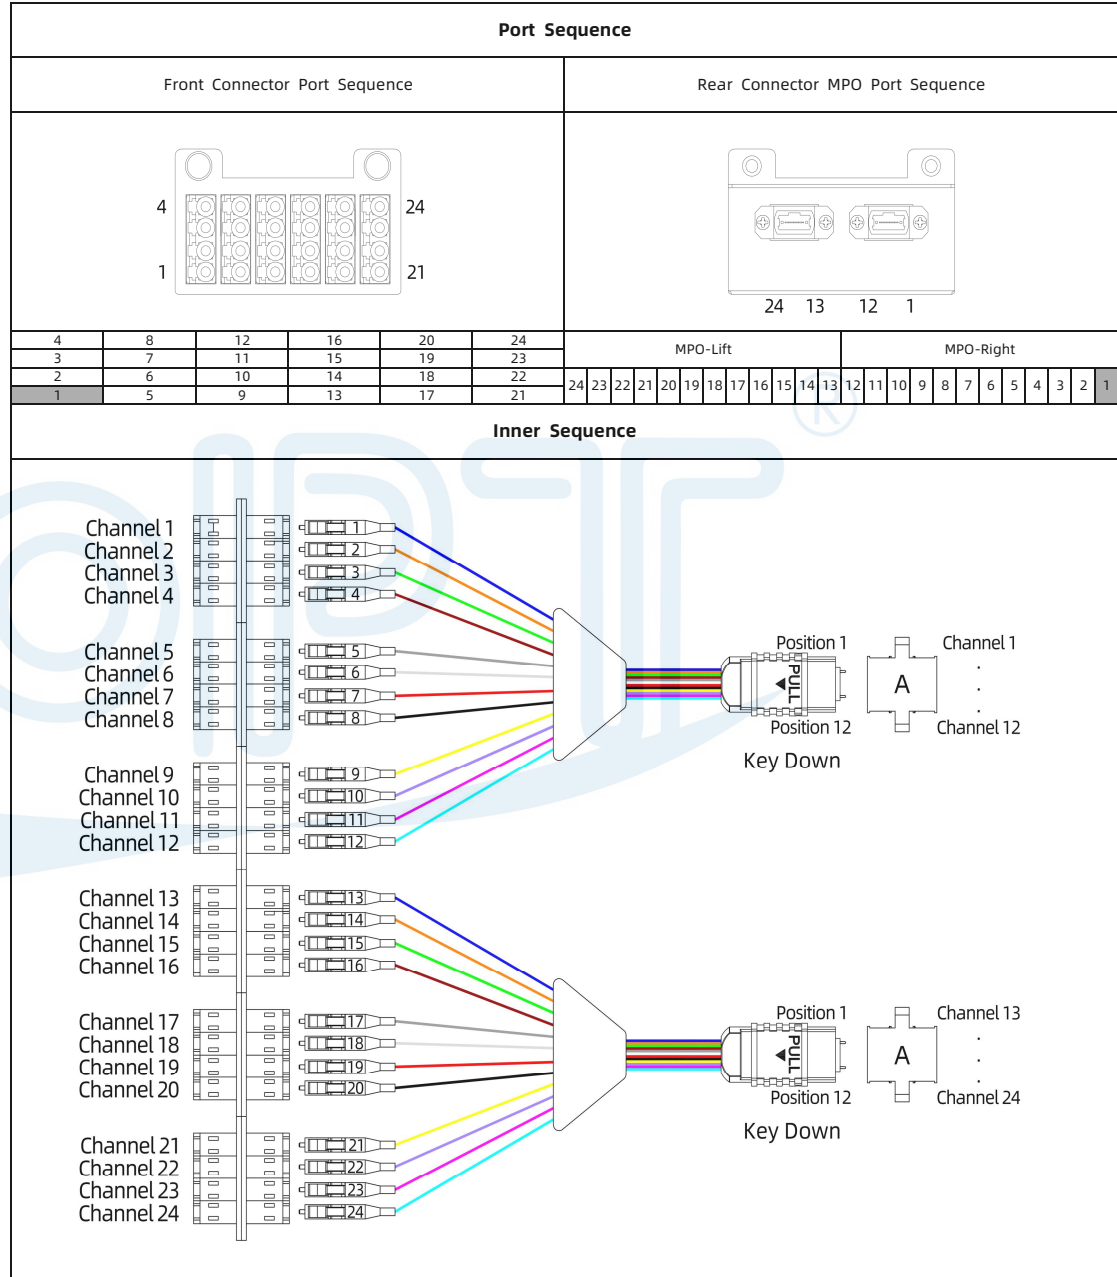 Port Sequence
Front Connector Port Sequence
Rear Connector MPO Port Sequence
4
24
1
21
24 13 12 1
4 8 12 16 20 24
3 7 11 15 19 23
2 6 10 14 18 22
1 5 9 13 17 21
MPO-Lift
MPO-Right
24 23 22 21 20 19 18 17 16 15 14 13 12 11 10 9 8 7 6 5 4 3 2 1
®
Inner Sequence
OPT
Channel 1
1
Channel 2
2
Channel 3
3
Channel 4
4
Channel 5
5
Channel 6
6
Channel 7
7
Channel 8
8
Channel 9
9
Channel 10
10
Channel 11
11
Channel 12
12
Position 1
PULL
Position 12
Key Down
A
Channel 1
Channel 12
Channel 13
13
Channel 14
14
Channel 15
15
Channel 16
16
Channel 17
17
Channel 18
18
Channel 19
19
Channel 20
20
Channel 21
21
Channel 22
22
Channel 23
23
Channel 24
24
Position 1
PULL
Position 12
Key Down
A
Channel 13
Channel 24